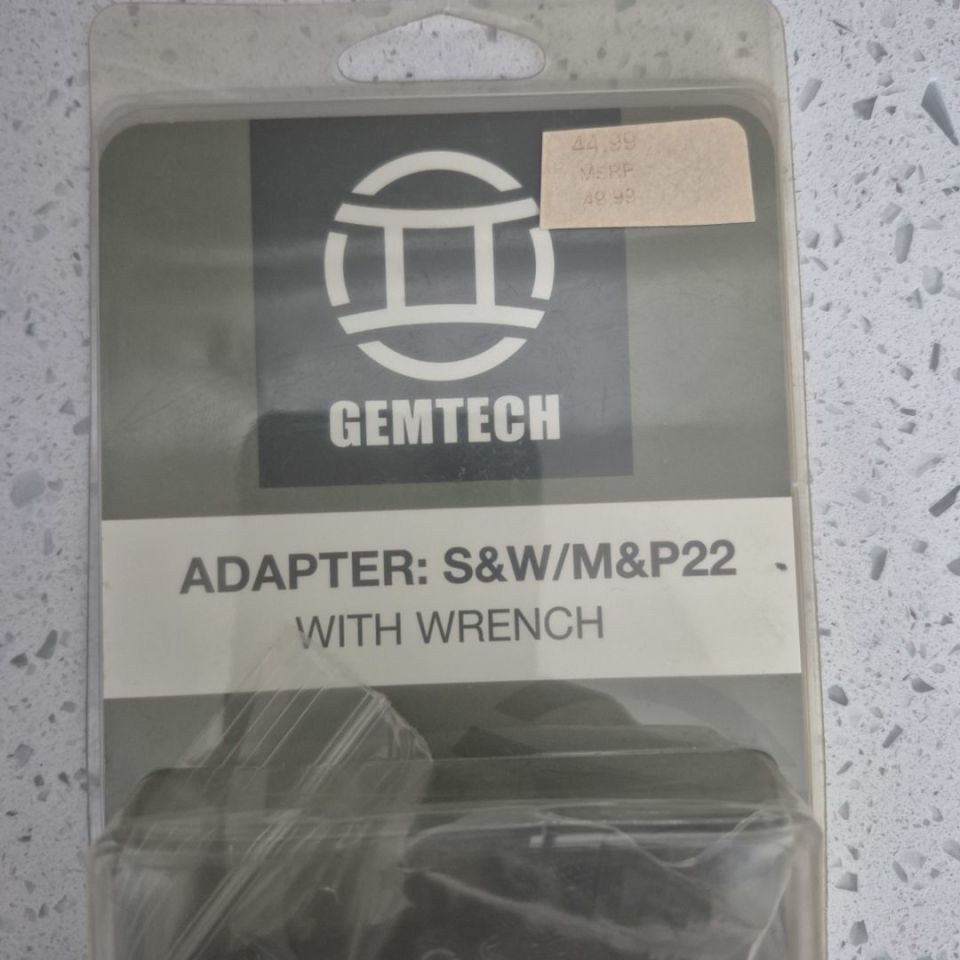 44.99
MSRP
49.99
GEMTECH
ADAPTER: S&W/M&P22
WITH WRENCH